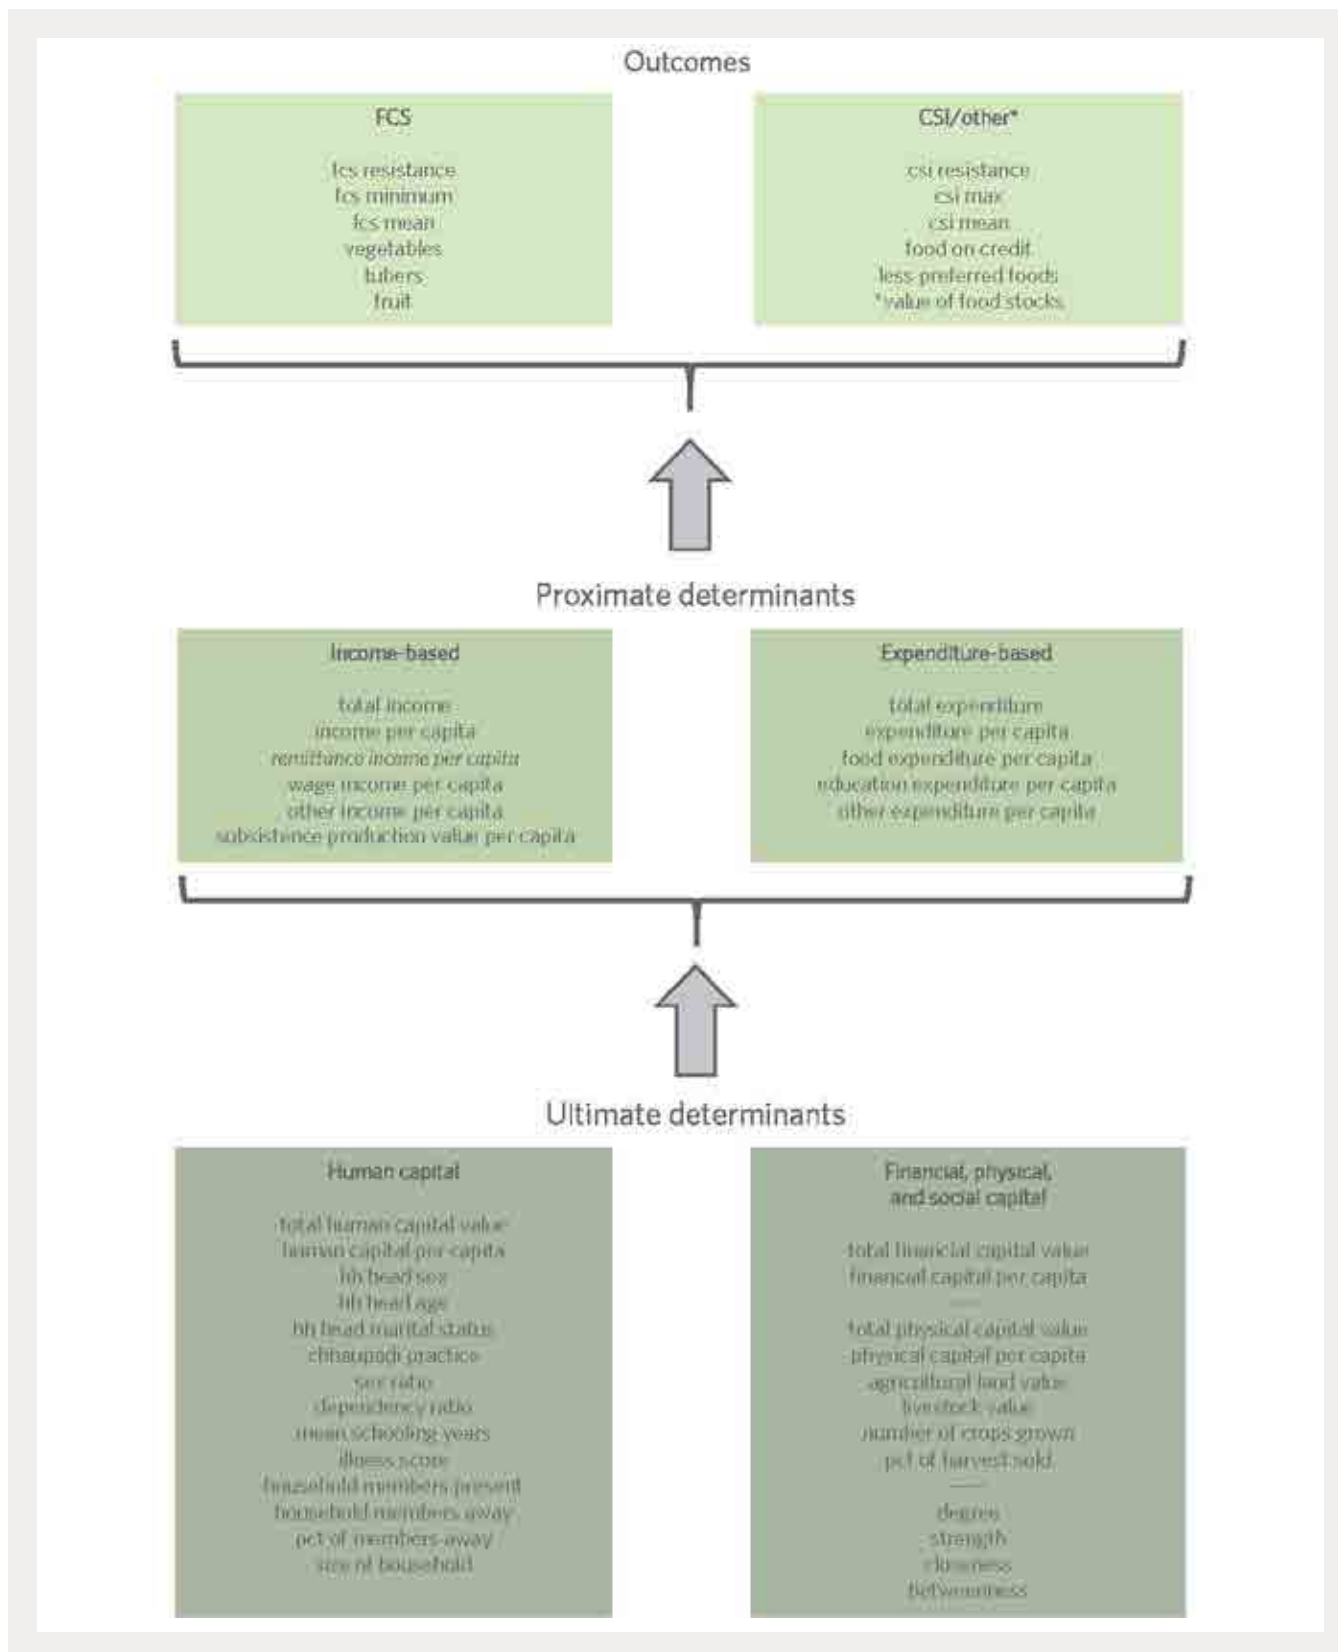 Outcomes
FCS
fcs resistance
fcs minimum
fcs mean
vegetables
tubers
fruit
CSI/other*
csi resistance
csi max
csi mean
food on credit
less preferred foods
*value of food stocks
Proximate determinants
Income-based
total income
income per capita
remittance income per capita
wage income per capita
other income per capita
subsistence production value per capita
Expenditure-based
total expenditure
expenditure per capita
food expenditure per capita
education expenditure per capita
other expenditure per capita
Ultimate determinants
Human capital
total human capital value
human capital per capita
hh head sex
hh head age
hh head marital status
chhaupadi practice
sex ratio
dependency ratio
mean schooling years
illness score
household members present
household members away
pct of members away
size of household
Financial, physical,
and social capital
total financial capital value
financial capital per capita
total physical capital value
physical capital per capita
agricultural land value
livestock value
number of crops grown
pct of harvest sold
degree
strength
closeness
betweenness